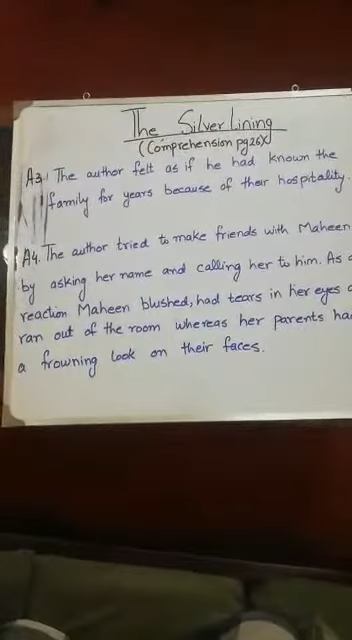 The Silver Lining
(Comprehension pg26)
A3. The author felt as if he had known the
family for years because of their hospitality.
A4. The author tried to make friends with Maheen
by asking her name and calling her to him. As a
reaction Maheen blushed, had tears in her eyes
ran out of the room whereas her parents ha
a frowning look on their faces.